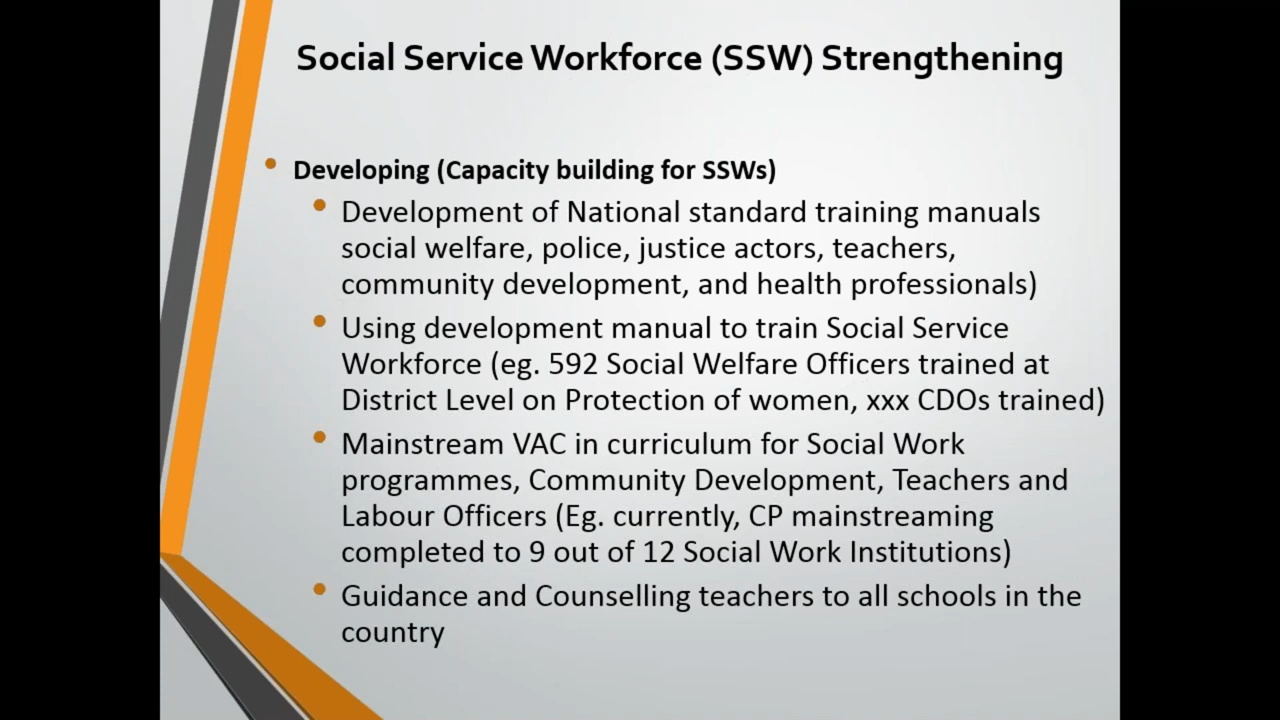 Social Service Workforce (SSW) Strengthening
• Developing (Capacity building for SSWs)
• Development of National standard training manuals
social welfare, police, justice actors, teachers,
community development, and health professionals)
• Using development manual to train Social Service
Workforce (eg. 592 Social Welfare Officers trained at
District Level on Protection of women, xxx CDOs trained)
• Mainstream VAC in curriculum for Social Work
programmes, Community Development, Teachers and
Labour Officers (Eg. currently, CP mainstreaming
completed to 9 out of 12 Social Work Institutions)
• Guidance and Counselling teachers to all schools in the
country